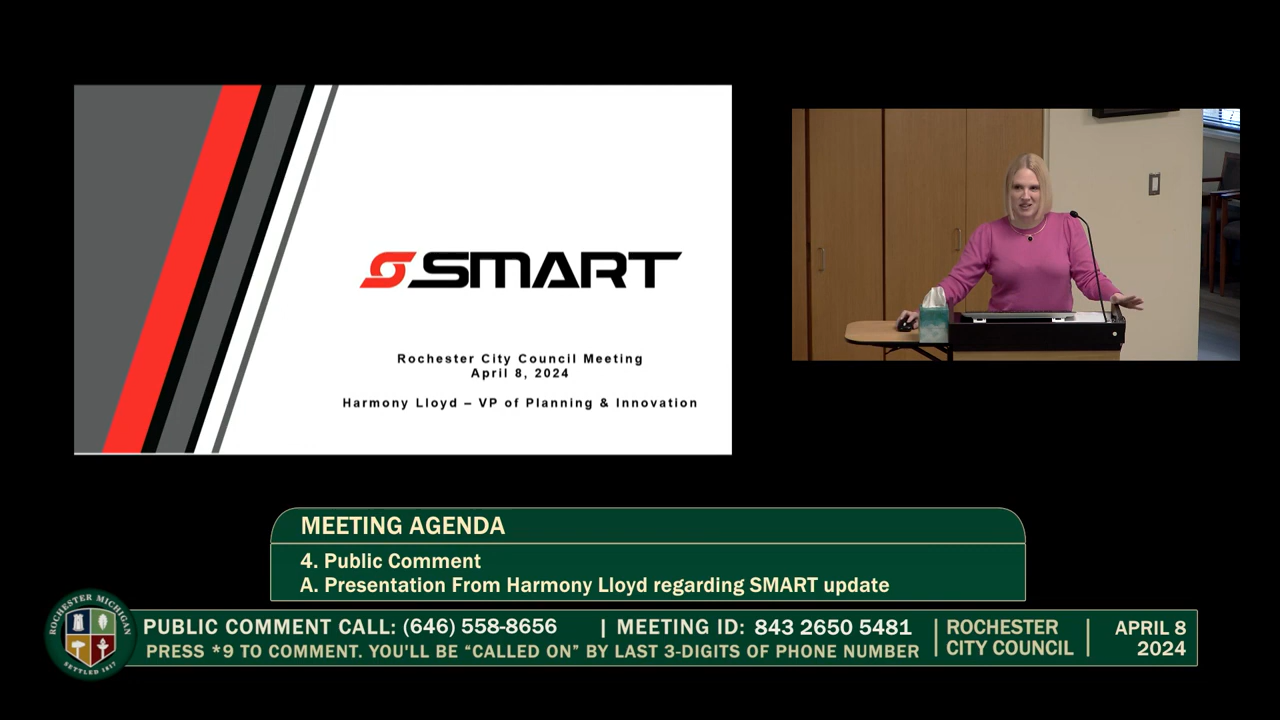 SMART
Rochester City Council Meeting
April 8, 2024
Harmony Lloyd – VP of Planning & Innovation
MEETING AGENDA
4. Public Comment
A. Presentation From Harmony Lloyd regarding SMART update
ROCHESTER MICHIGAN
SETTLED 1817
PUBLIC COMMENT CALL: (646) 558-8656 | MEETING ID: 843 2650 5481
PRESS *9 TO COMMENT. YOU'LL BE “CALLED ON” BY LAST 3-DIGITS OF PHONE NUMBER
ROCHESTER
CITY COUNCIL
APRIL 8
2024